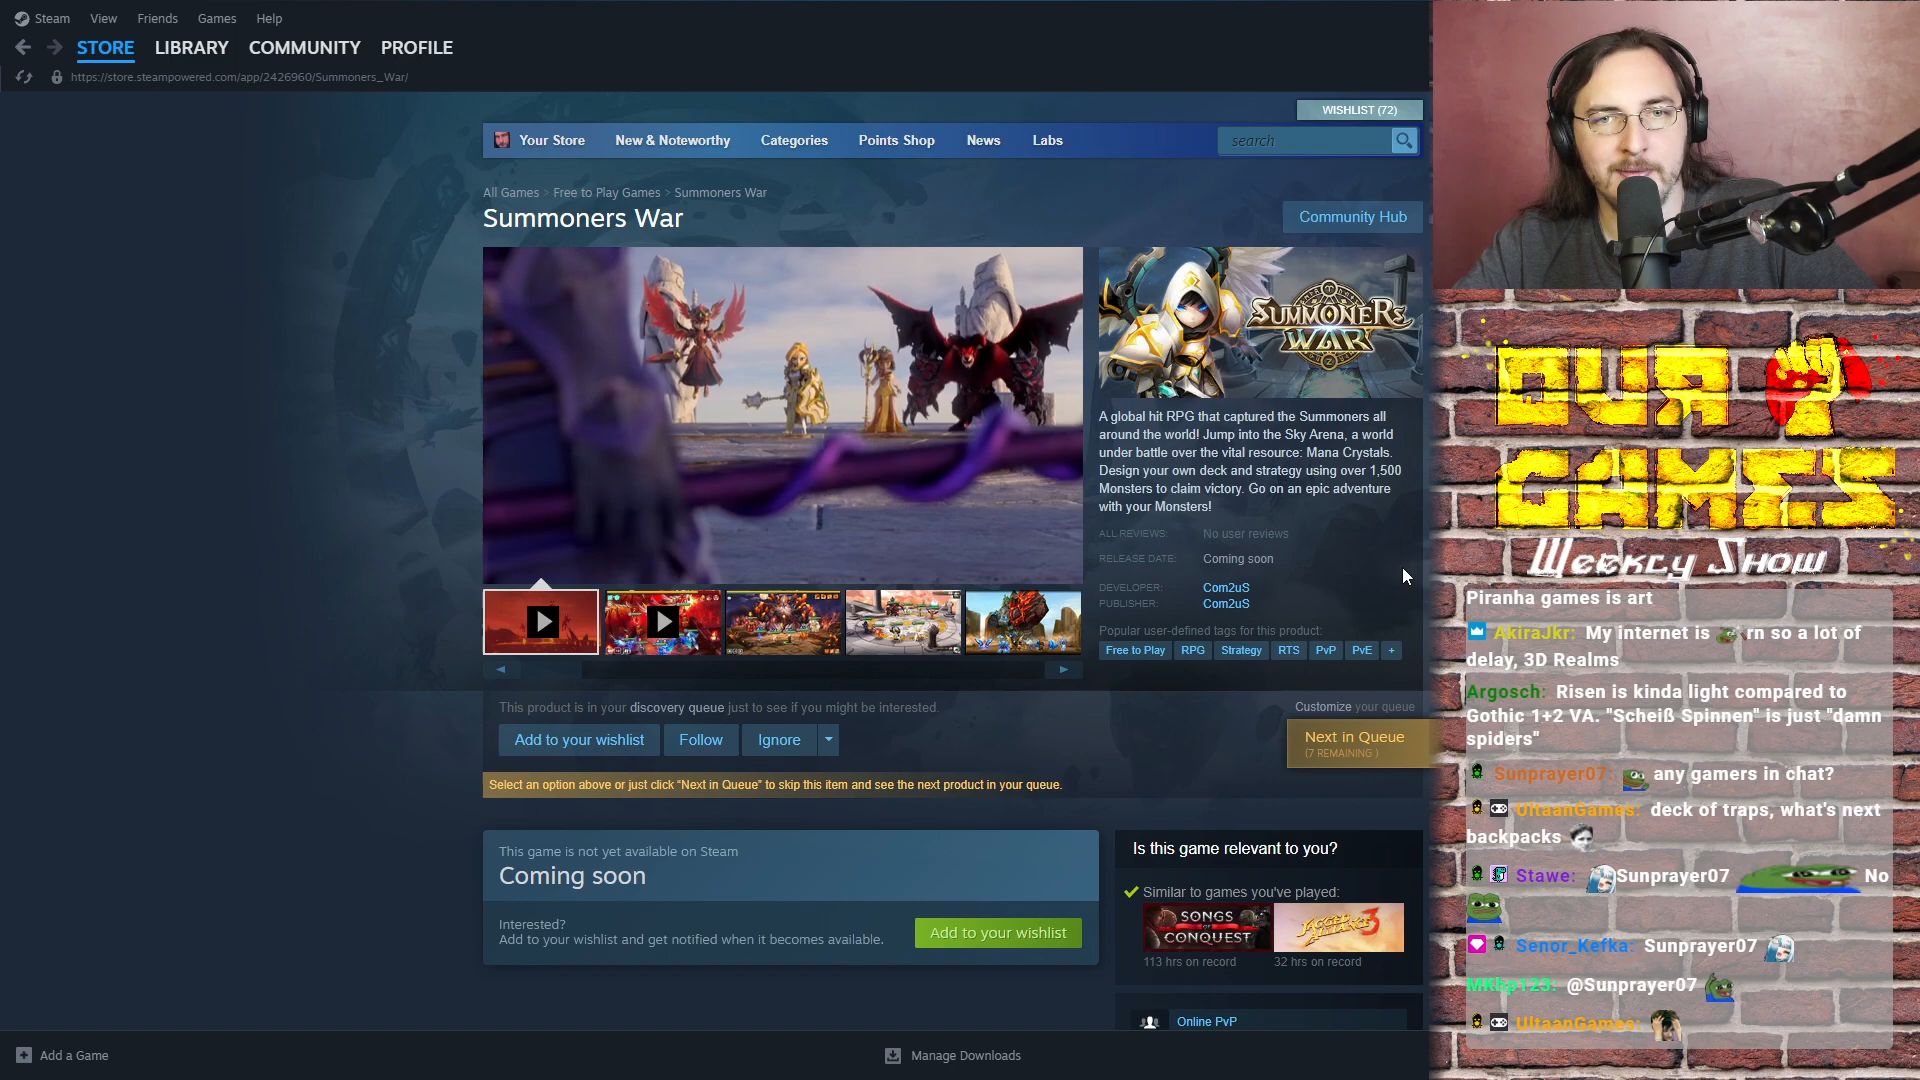 Steam
View
Friends
Games
Help
STORE
LIBRARY
COMMUNITY
PROFILE
https://store.steampowered.com/app/2426960/Summoners_War/
WISHLIST (72)
Your Store
New & Noteworthy
Categories
Points Shop
News
Labs
search
All Games > Free to Play Games > Summoners War
Summoners War
Community Hub
SUMMONERS
WAR
A global hit RPG that captured the Summoners all
around the world! Jump into the Sky Arena, a world
under battle over the vital resource: Mana Crystals.
Design your own deck and strategy using over 1,500
Monsters to claim victory. Go on an epic adventure
with your Monsters!
ALL REVIEWS: No user reviews
RELEASE DATE: Coming soon
DEVELOPER: Com2uS
PUBLISHER: Com2uS
Popular user-defined tags for this product:
Free to Play RPG Strategy RTS PvP PvE +
This product is in your discovery queue just to see if you might be interested.
Customize your queue
Add to your wishlist
Follow
Ignore
Next in Queue
(7 REMAINING )
Select an option above or just click “Next in Queue” to skip this item and see the next product in your queue.
This game is not yet available on Steam
Coming soon
Interested?
Add to your wishlist and get notified when it becomes available.
Add to your wishlist
Is this game relevant to you?
Similar to games you've played:
SONGS OF CONQUEST
JAGGED ALLIANCE 3
113 hrs on record
32 hrs on record
Online PvP
Add a Game
Manage Downloads
OUR
GAMES
WEEKLY SHOW
Piranha games is art
AkiraJkr: My internet is rn so a lot of
delay, 3D Realms
Argosch: Risen is kinda light compared to
Gothic 1+2 VA. "Scheiß Spinnen" is just "damn
spiders"
Sunprayer07: any gamers in chat?
UltaanGames: deck of traps, what's next
backpacks
Stawe: Sunprayer07 No
Senor_Kefka: Sunprayer07
MKhp123: @Sunprayer07
UltaanGames: